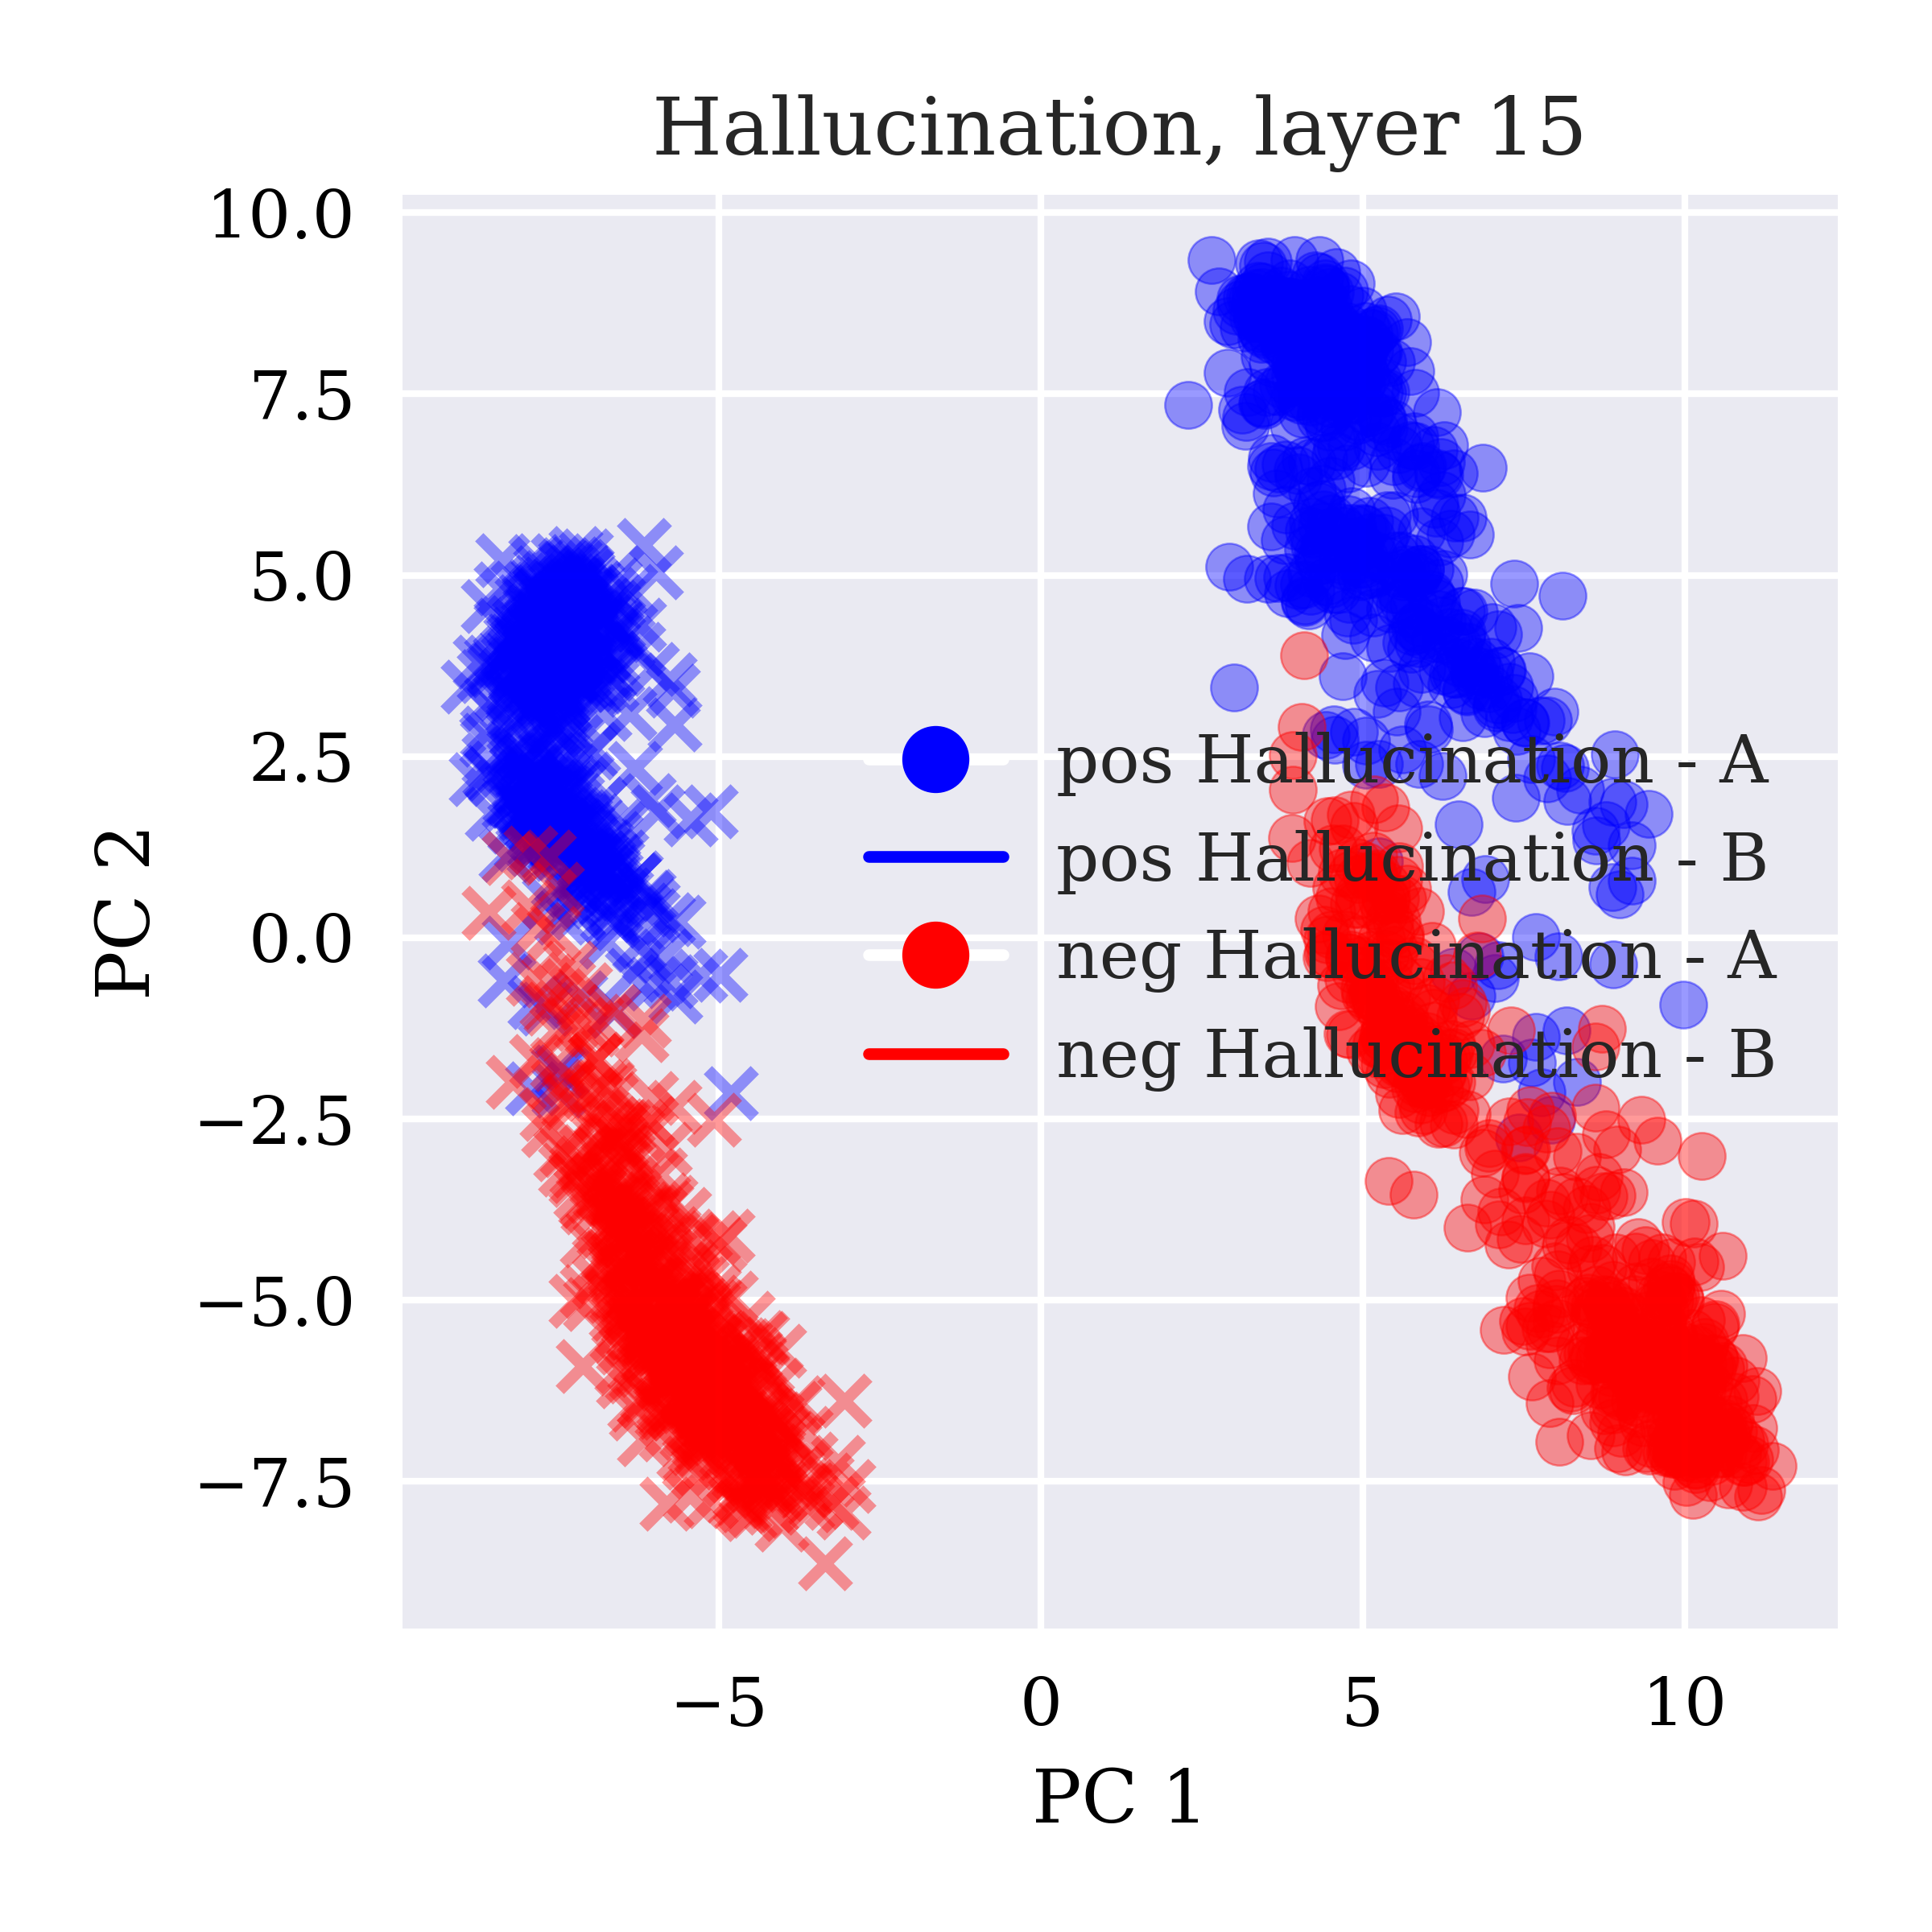 Hallucination, layer 15
10.0
7.5
5.0
2.5
0.0
−2.5
−5.0
−7.5
PC 2
pos Hallucination - A
pos Hallucination - B
neg Hallucination - A
neg Hallucination - B
−5 0 5 10
PC 1